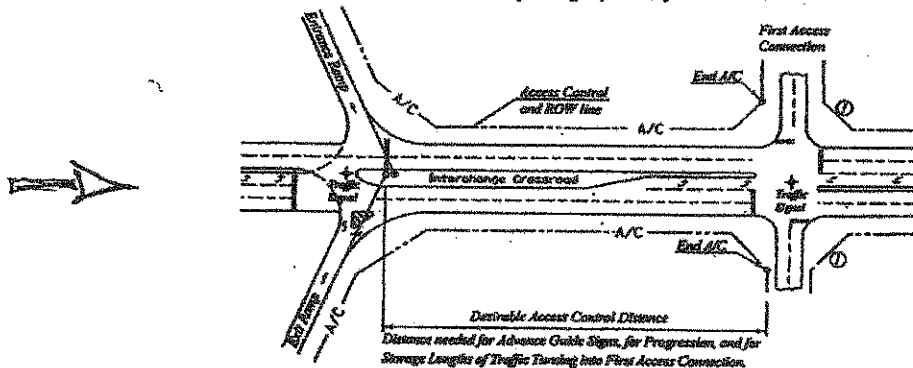 First Access
Connection
Entrance Ramp
End A/C
A/C
Access Control
and ROW line
A/C
1
Interchange Crossroad
Traffic
Signal
Traffic
Signal
A/C
End A/C
1
Exit Ramp
A/C
Desirable Access Control Distance
Distance needed for Advance Guide Signs, for Progression, and for
Storage Lengths of Traffic Turning into First Access Connection.